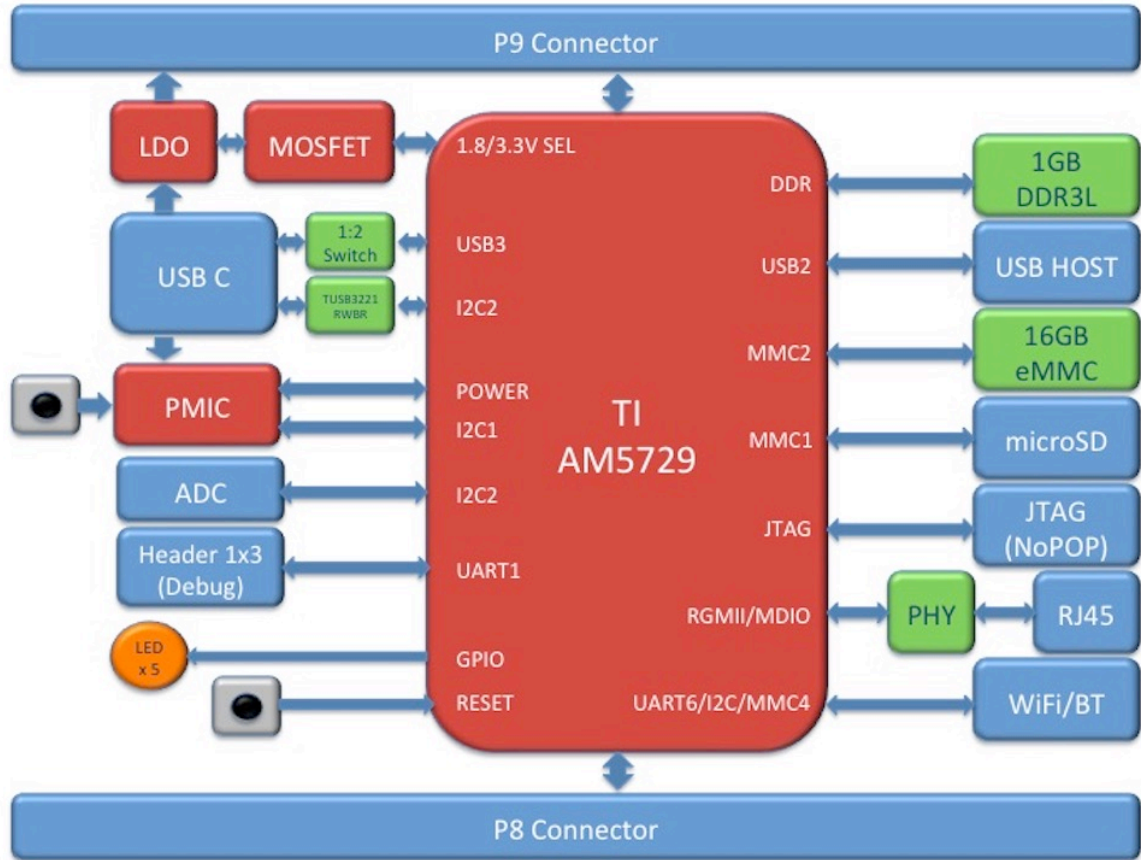 P9 Connector
LDO
MOSFET
1.8/3.3V SEL
DDR
1GB
DDR3L
USB C
1:2
Switch
USB3
USB2
USB HOST
TUSB3221
RWBR
I2C2
MMC2
16GB
eMMC
PMIC
POWER
I2C1
TI
AM5729
MMC1
microSD
ADC
I2C2
JTAG
JTAG
(NoPOP)
Header 1x3
(Debug)
UART1
RGMII/MDIO
PHY
RJ45
LED
x 5
GPIO
RESET
UART6/I2C/MMC4
WiFi/BT
P8 Connector